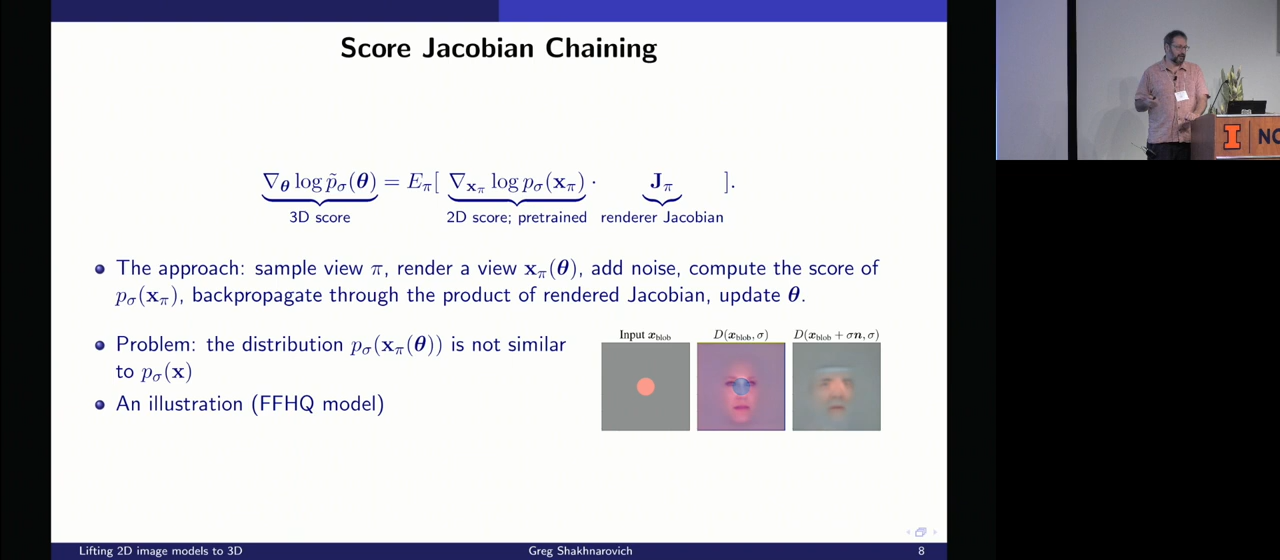 Score Jacobian Chaining
∇θ log p̃σ(θ) = Eπ[ ∇xπ log pσ(xπ) · Jπ ].
3D score 2D score; pretrained renderer Jacobian
The approach: sample view π, render a view xπ(θ), add noise, compute the score of
pσ(xπ), backpropagate through the product of rendered Jacobian, update θ.
Problem: the distribution pσ(xπ(θ)) is not similar
to pσ(x)
An illustration (FFHQ model)
Input xblob D(xblob, σ) D(xblob + σn, σ)
Lifting 2D image models to 3D Greg Shakhnarovich 8
I NC